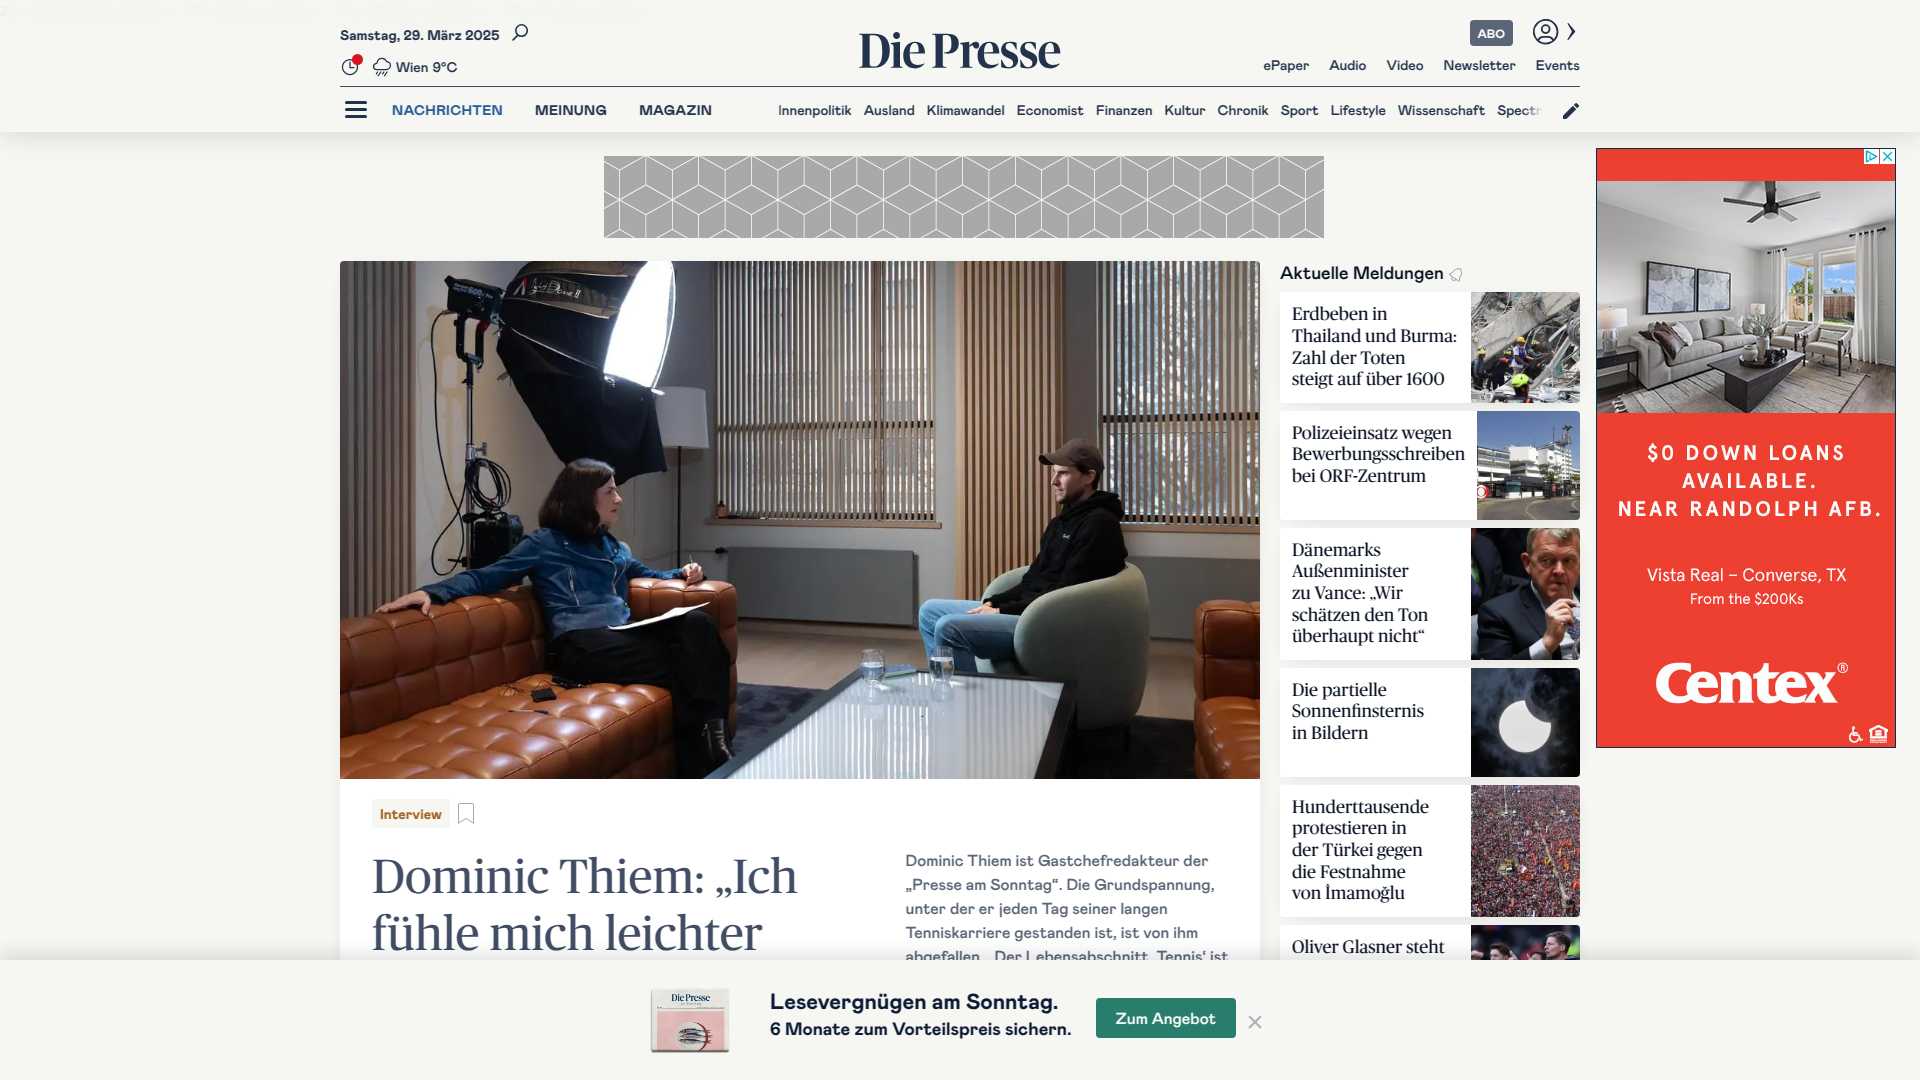 Samstag, 29. März 2025
Wien 9°C
Die Presse
ABO
ePaper Audio Video Newsletter Events
NACHRICHTEN MEINUNG MAGAZIN
Innenpolitik Ausland Klimawandel Economist Finanzen Kultur Chronik Sport Lifestyle Wissenschaft Spectr
Interview
Dominic Thiem: „Ich
fühle mich leichter
Dominic Thiem ist Gastchefredakteur der
„Presse am Sonntag“. Die Grundspannung,
unter der er jeden Tag seiner langen
Tenniskarriere gestanden ist, ist von ihm
abgefallen. „Der Lebensabschnitt ‚Tennis‘ ist
Aktuelle Meldungen
Erdbeben in
Thailand und Burma:
Zahl der Toten
steigt auf über 1600
Polizeieinsatz wegen
Bewerbungsschreiben
bei ORF-Zentrum
Dänemarks
Außenminister
zu Vance: „Wir
schätzen den Ton
überhaupt nicht“
Die partielle
Sonnenfinsternis
in Bildern
Hunderttausende
protestieren in
der Türkei gegen
die Festnahme
von İmamoğlu
Oliver Glasner steht
$0 DOWN LOANS
AVAILABLE.
NEAR RANDOLPH AFB.
Vista Real – Converse, TX
From the $200Ks
Centex®
Die Presse
Lesevergnügen am Sonntag.
6 Monate zum Vorteilspreis sichern.
Zum Angebot